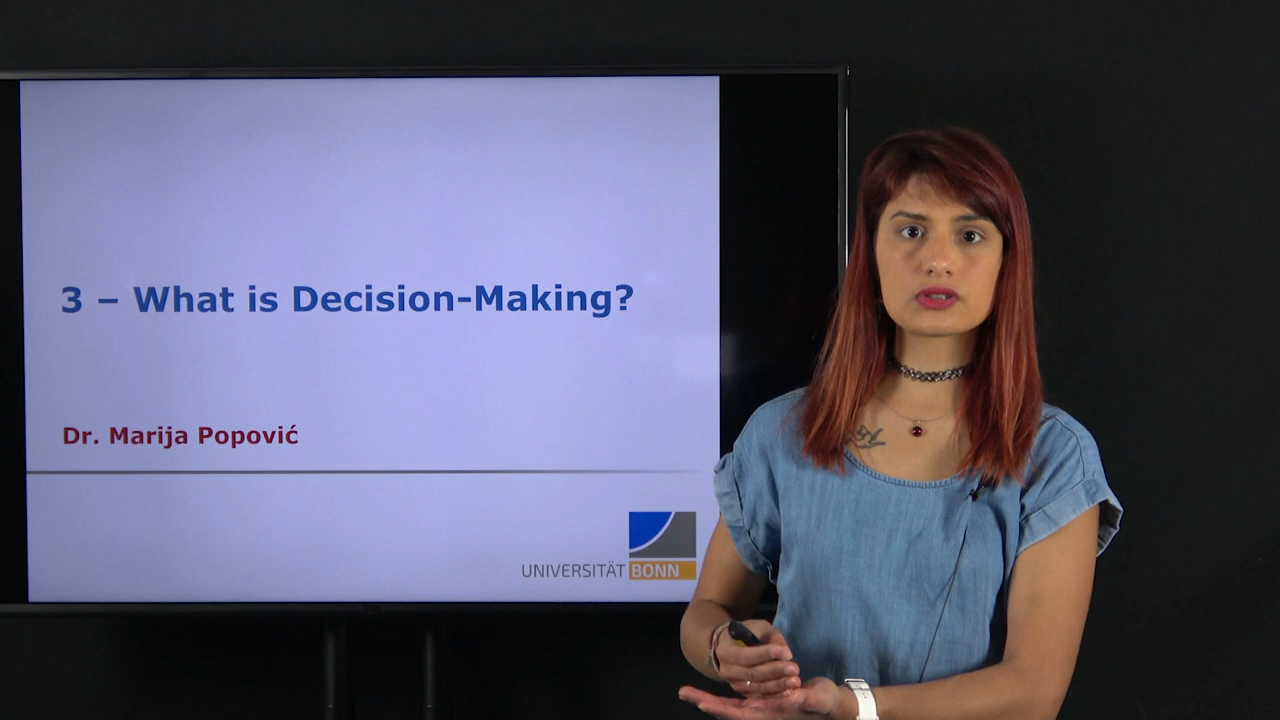 3 – What is Decision-Making?
Dr. Marija Popović
UNIVERSITÄT BONN